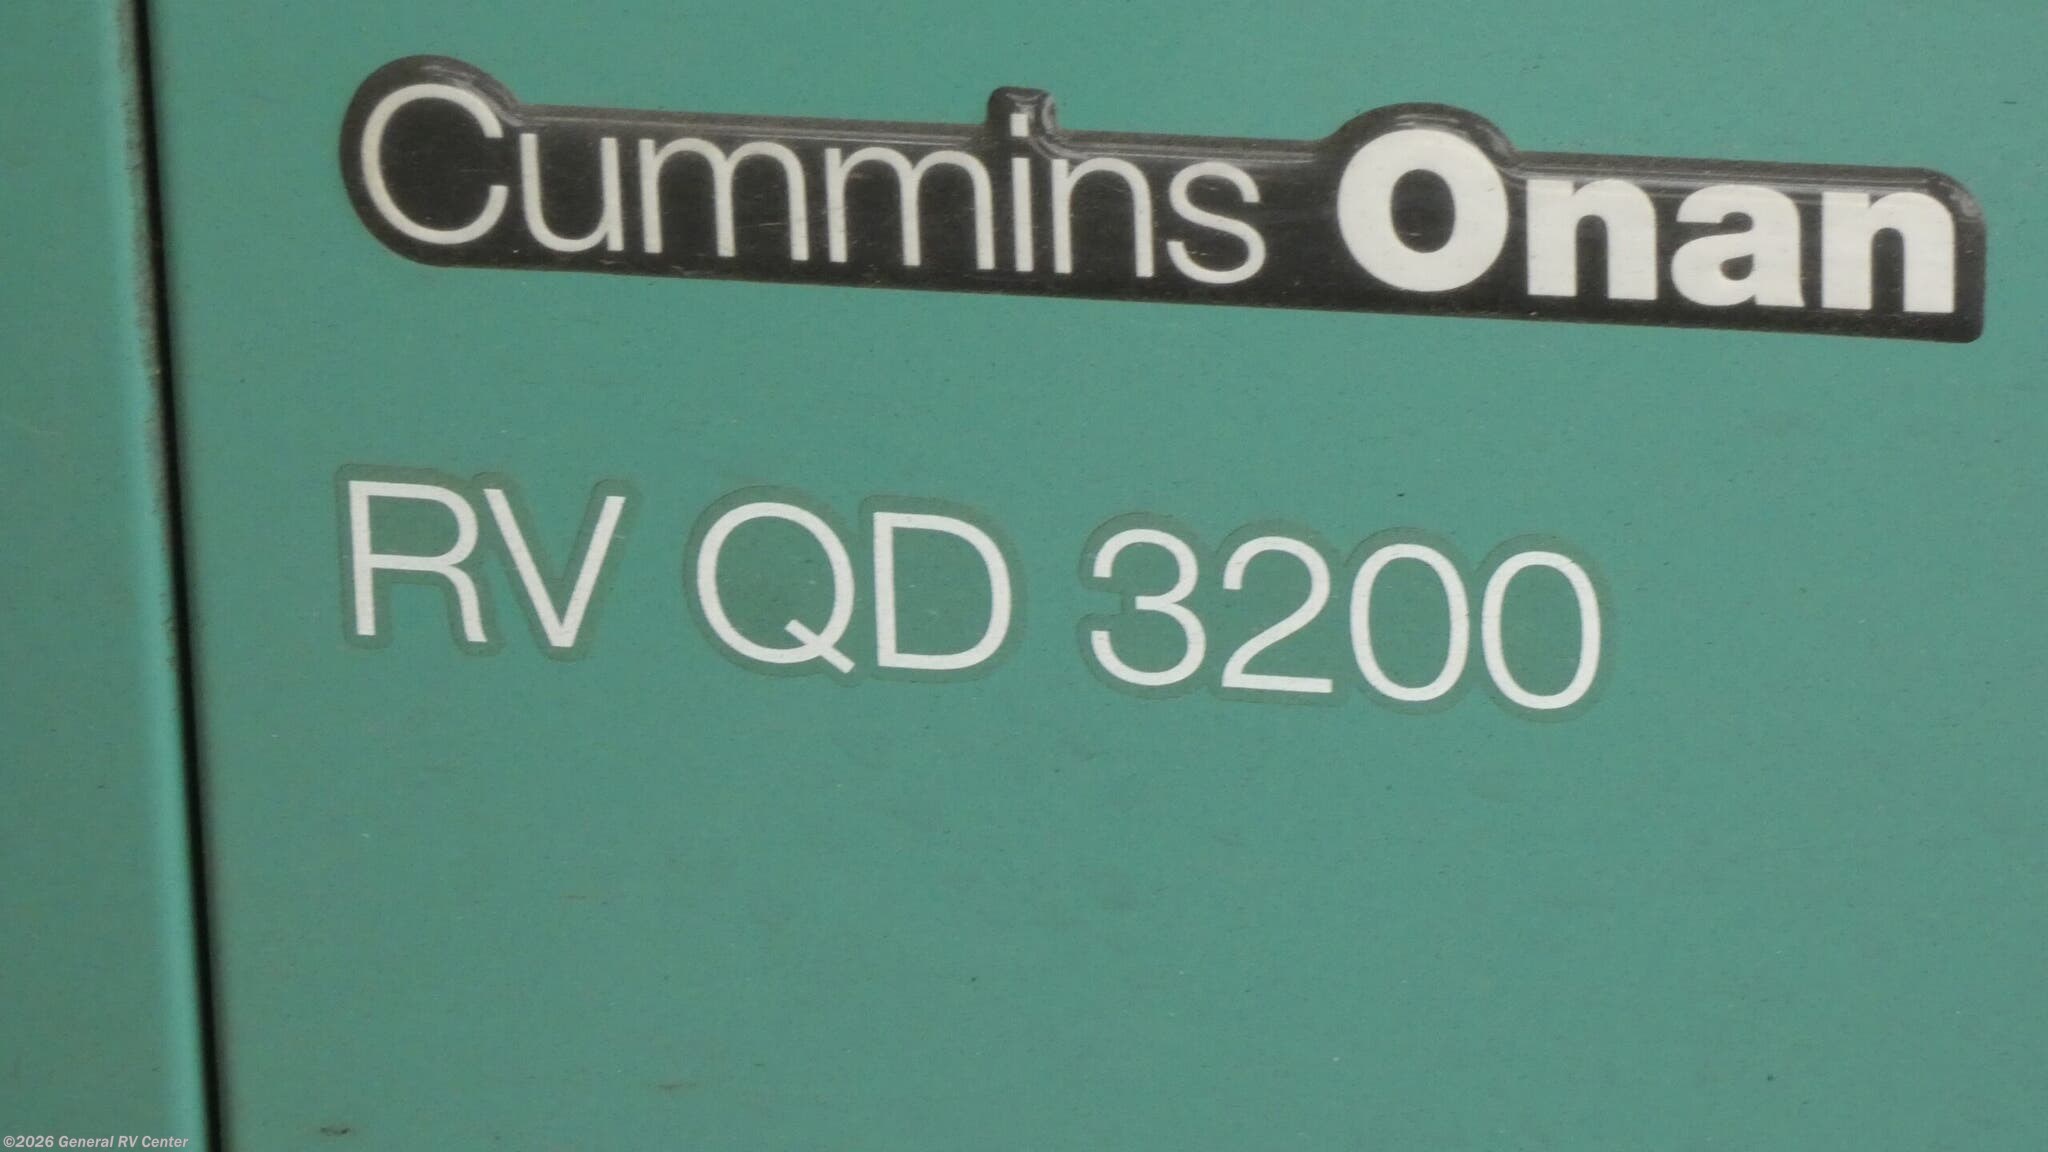 Cummins Onan
RV QD 3200
©2026 General RV Center